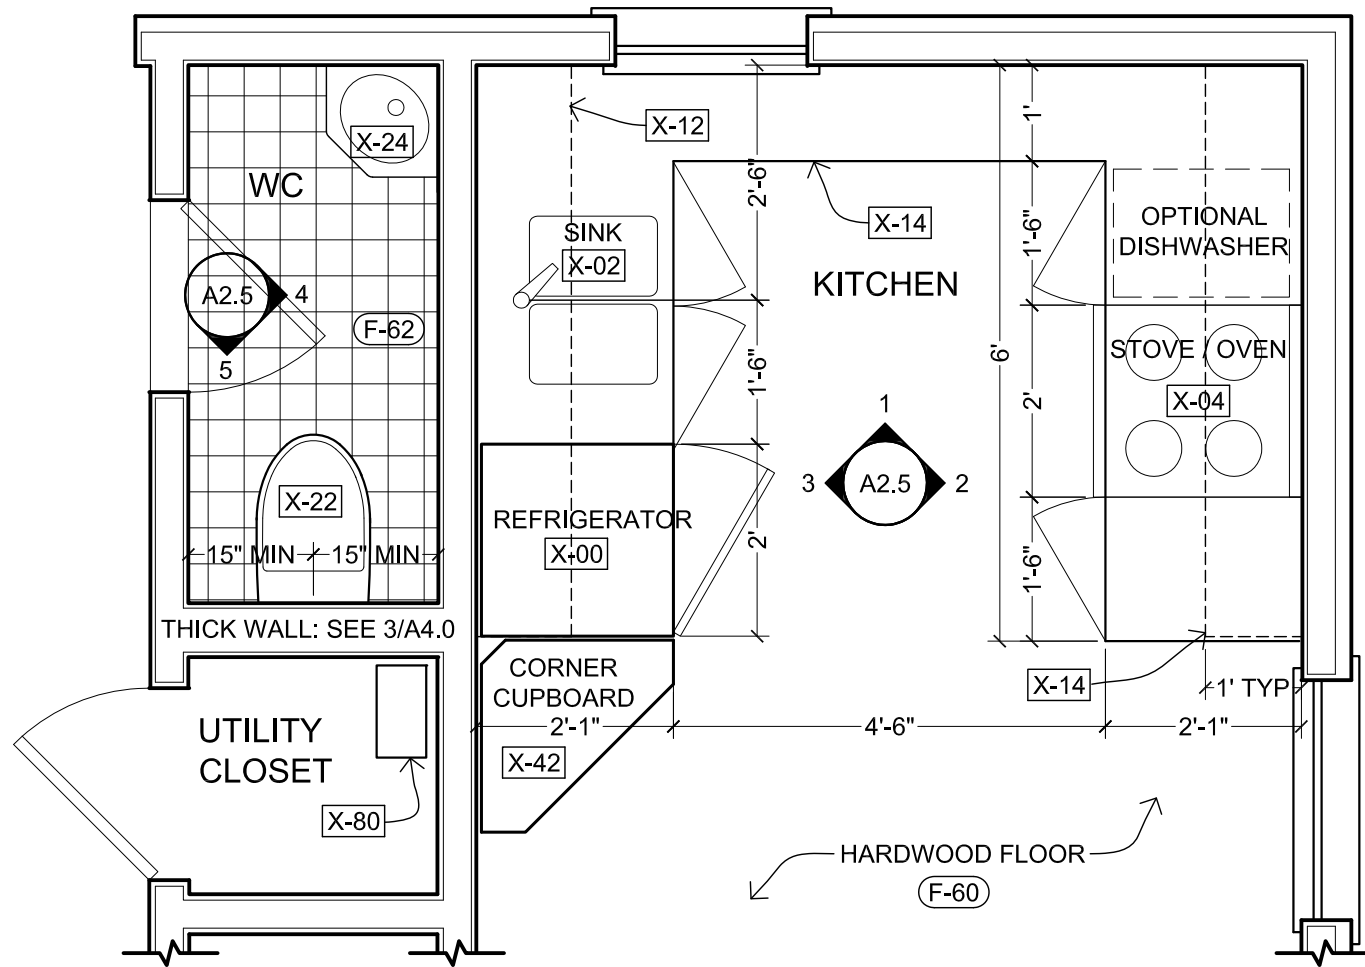 X-12
X-24
1'
WC
2'-6"
X-14
OPTIONAL
DISHWASHER
SINK
X-02
1'-6"
KITCHEN
A2.5
4
5
F-62
STOVE / OVEN
X-04
6'
1'-6"
2'
1
3
A2.5
2
X-22
REFRIGERATOR
X-00
2'
15" MIN
15" MIN
1'-6"
THICK WALL: SEE 3/A4.0
CORNER
CUPBOARD
X-14
1' TYP
2'-1"
4'-6"
2'-1"
UTILITY
CLOSET
X-42
X-80
HARDWOOD FLOOR
F-60